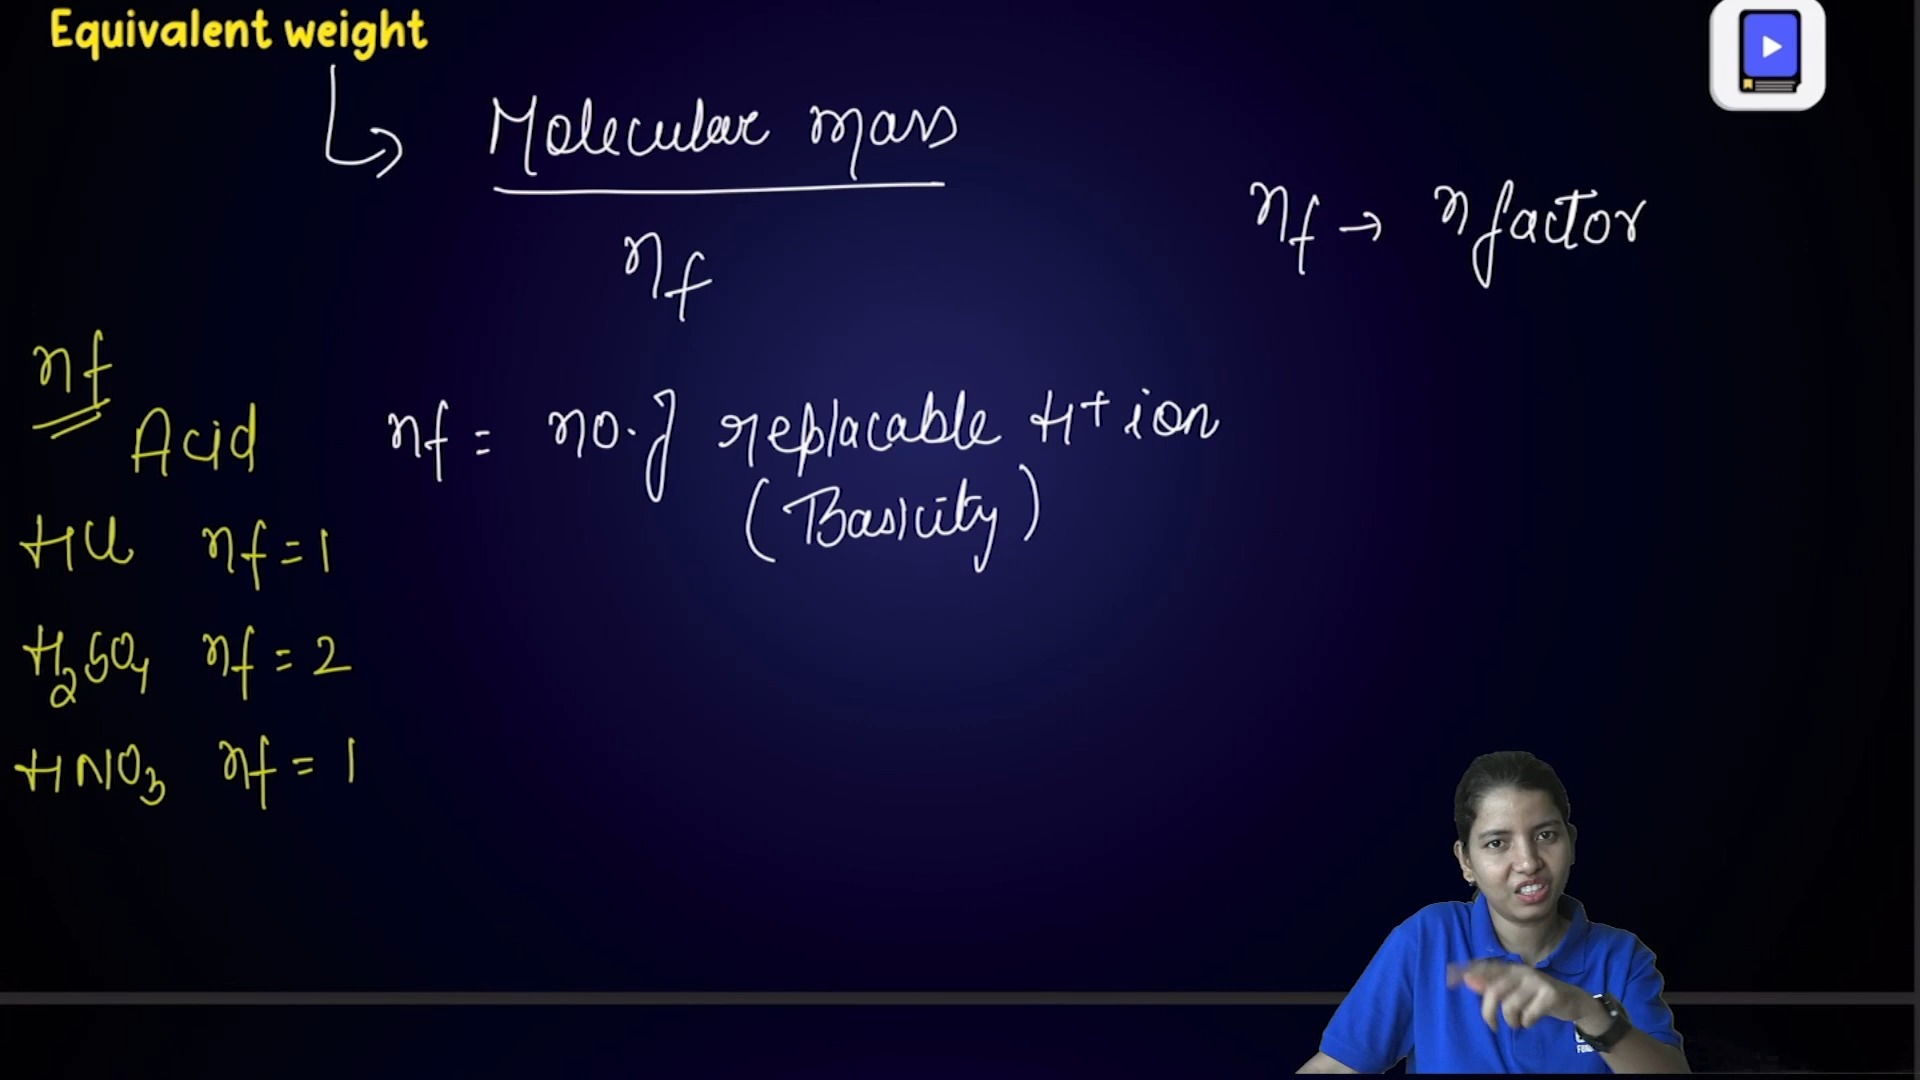 Equivalent weight
Molecular mass
nf
nf → n factor
nf
Acid nf = no. of replacable H+ ion
(Basicity)
HCl nf = 1
H2SO4 nf = 2
HNO3 nf = 1